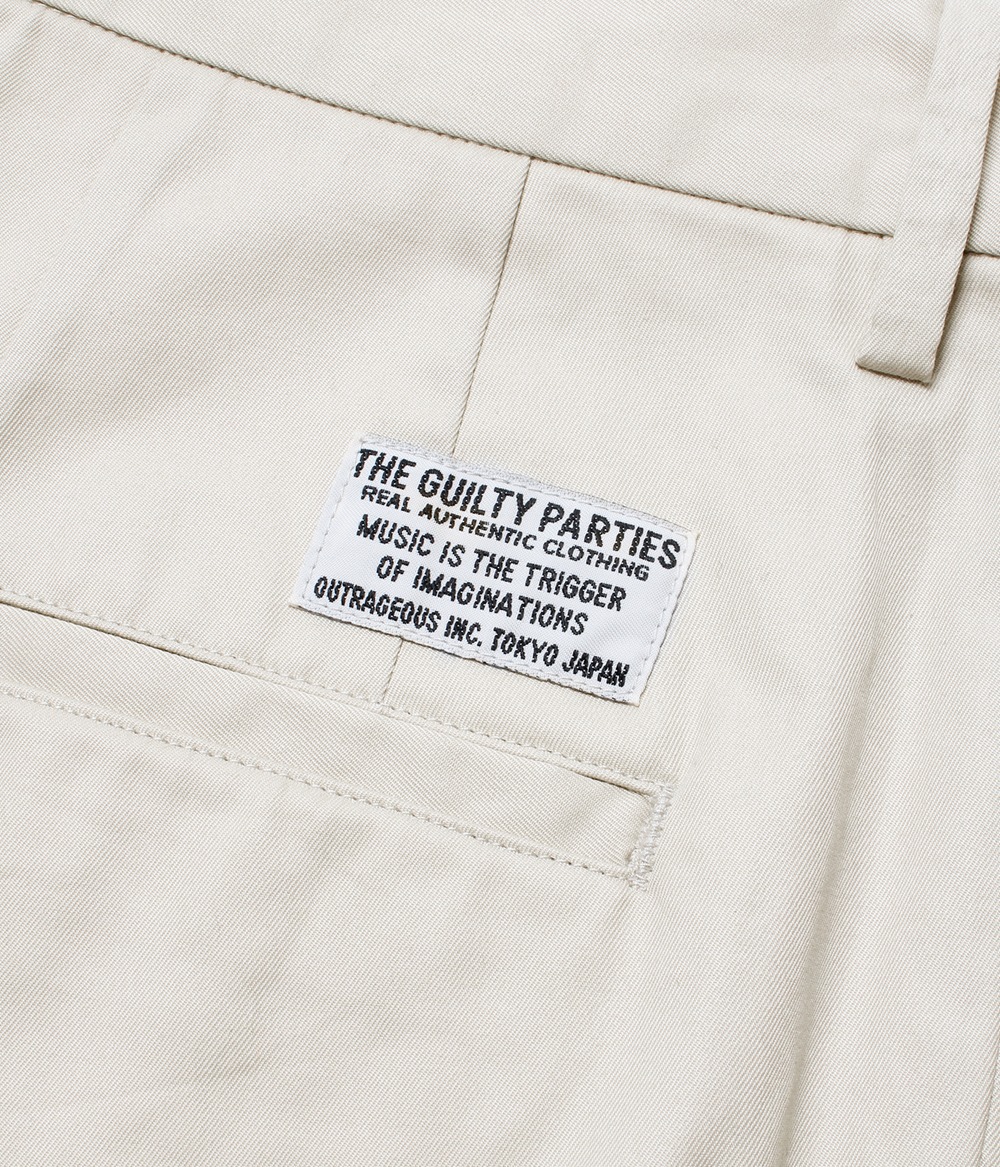 THE GUILTY PARTIES
REAL AUTHENTIC CLOTHING
MUSIC IS THE TRIGGER
OF IMAGINATIONS
OUTRAGEOUS INC. TOKYO JAPAN